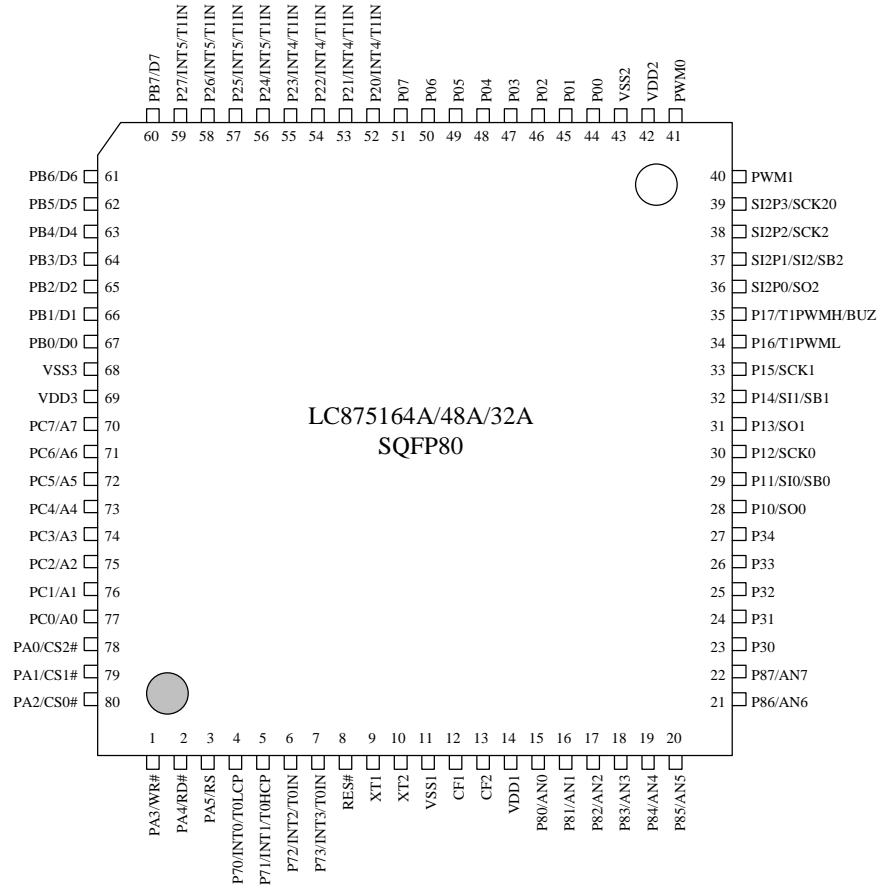 PB7/D7
P27/INT5/T1IN
P26/INT5/T1IN
P25/INT5/T1IN
P24/INT5/T1IN
P23/INT4/T1IN
P22/INT4/T1IN
P21/INT4/T1IN
P20/INT4/T1IN
P07
P06
P05
P04
P03
P02
P01
P00
VSS2
VDD2
PWM0
60 59 58 57 56 55 54 53 52 51 50 49 48 47 46 45 44 43 42 41
PB6/D6 61
PB5/D5 62
PB4/D4 63
PB3/D3 64
PB2/D2 65
PB1/D1 66
PB0/D0 67
VSS3 68
VDD3 69
PC7/A7 70
PC6/A6 71
PC5/A5 72
PC4/A4 73
PC3/A3 74
PC2/A2 75
PC1/A1 76
PC0/A0 77
PA0/CS2# 78
PA1/CS1# 79
PA2/CS0# 80
LC875164A/48A/32A
SQFP80
40 PWM1
39 SI2P3/SCK20
38 SI2P2/SCK2
37 SI2P1/SI2/SB2
36 SI2P0/SO2
35 P17/T1PWMH/BUZ
34 P16/T1PWML
33 P15/SCK1
32 P14/SI1/SB1
31 P13/SO1
30 P12/SCK0
29 P11/SI0/SB0
28 P10/SO0
27 P34
26 P33
25 P32
24 P31
23 P30
22 P87/AN7
21 P86/AN6
1 2 3 4 5 6 7 8 9 10 11 12 13 14 15 16 17 18 19 20
PA3/WR#
PA4/RD#
PA5/RS
P70/INT0/T0LCP
P71/INT1/T0HCP
P72/INT2/T0IN
P73/INT3/T0IN
RES#
XT1
XT2
VSS1
CF1
CF2
VDD1
P80/AN0
P81/AN1
P82/AN2
P83/AN3
P84/AN4
P85/AN5